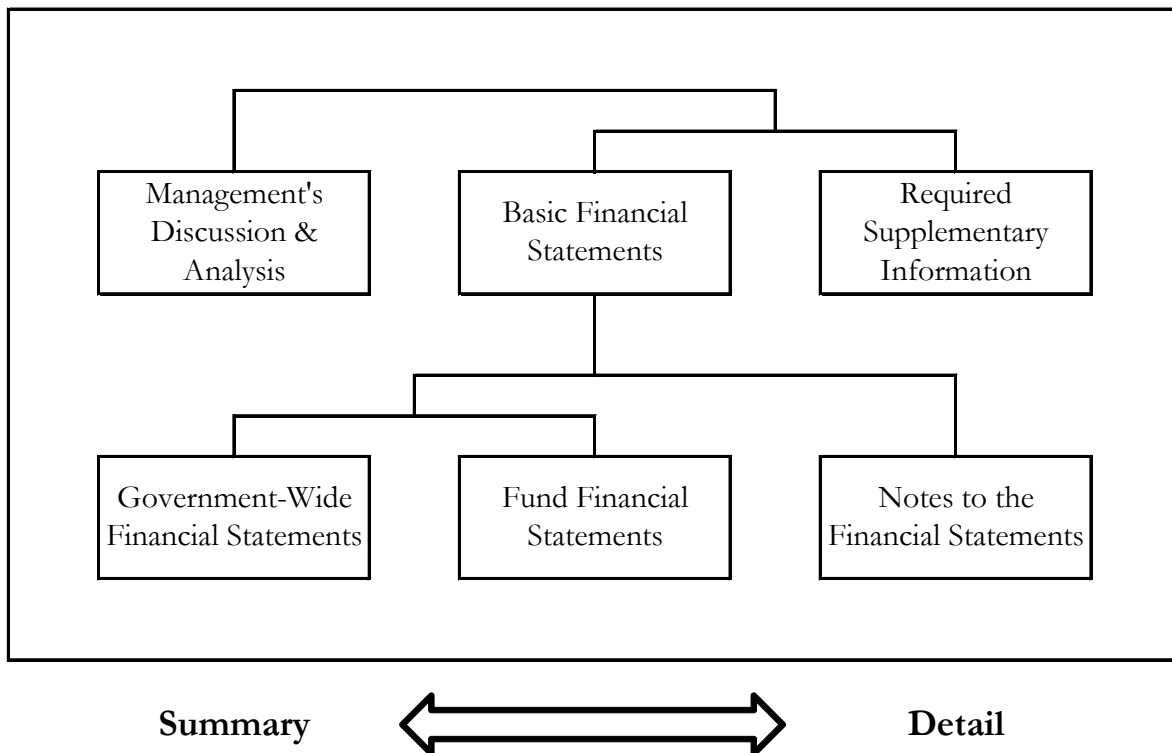 Management's
Discussion &
Analysis
Basic Financial
Statements
Required
Supplementary
Information
Government-Wide
Financial Statements
Fund Financial
Statements
Notes to the
Financial Statements
Summary
Detail